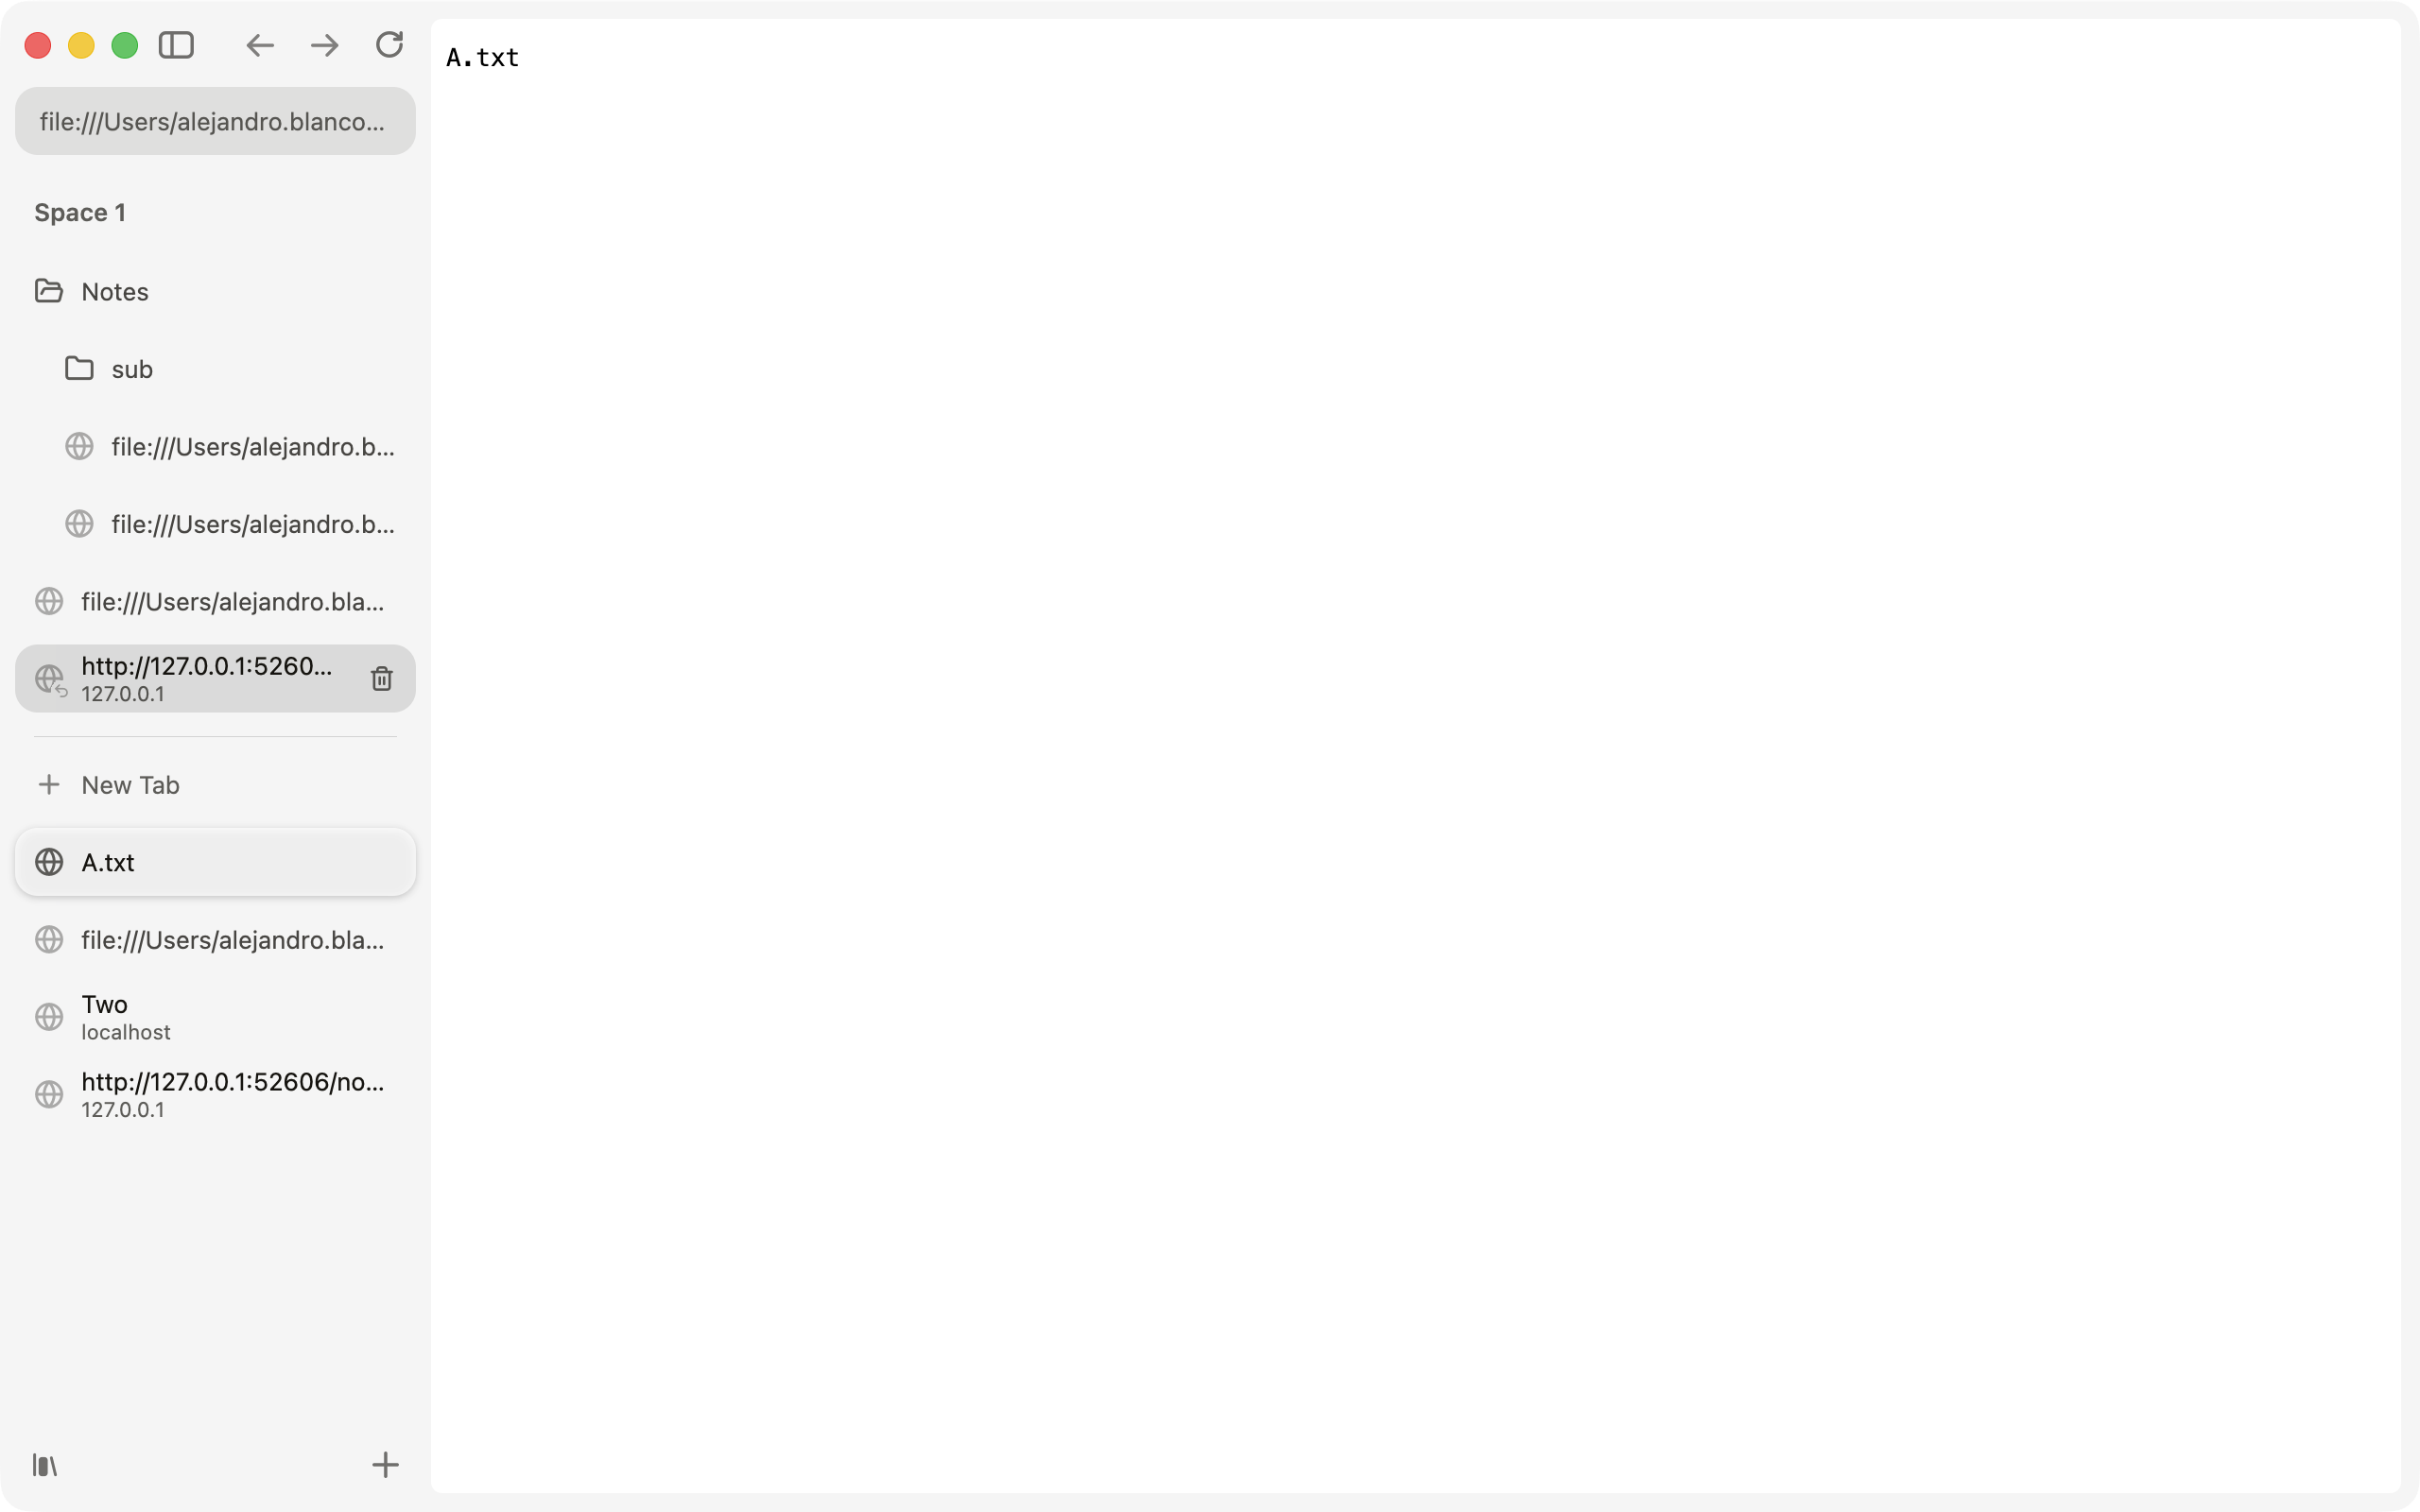 file:///Users/alejandro.blanco...
Space 1
Notes
sub
file:///Users/alejandro.b...
file:///Users/alejandro.b...
file:///Users/alejandro.bla...
http://127.0.0.1:5260...
127.0.0.1
New Tab
A.txt
file:///Users/alejandro.bla...
Two
localhost
http://127.0.0.1:52606/no...
127.0.0.1
A.txt